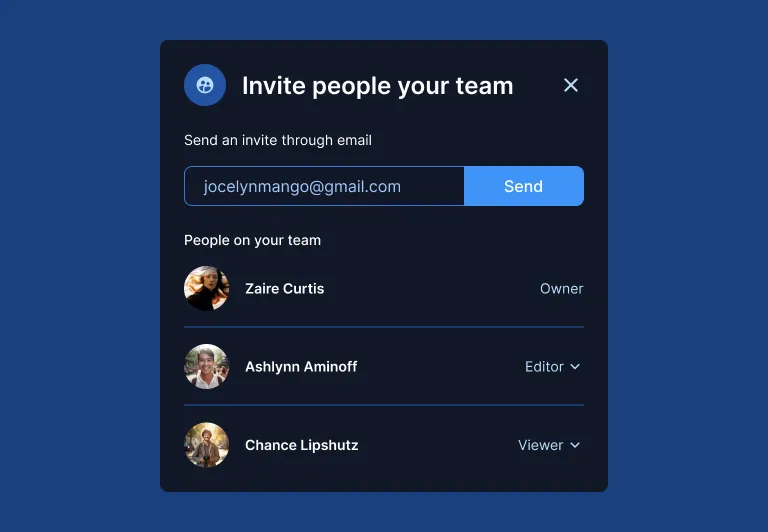 Invite people your team
Send an invite through email
jocelynmango@gmail.com
Send
People on your team
Zaire Curtis
Owner
Ashlynn Aminoff
Editor
Chance Lipshutz
Viewer